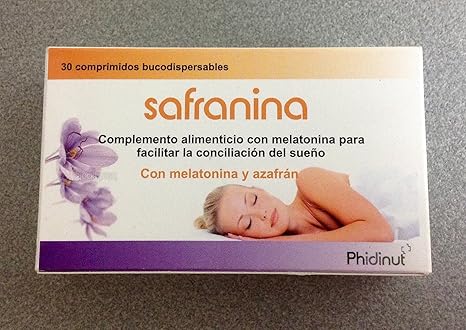 30 comprimidos bucodispersables
safranina
Complemento alimenticio con melatonina para
facilitar la conciliación del sueño
Con melatonina y azafrán
Phidinut